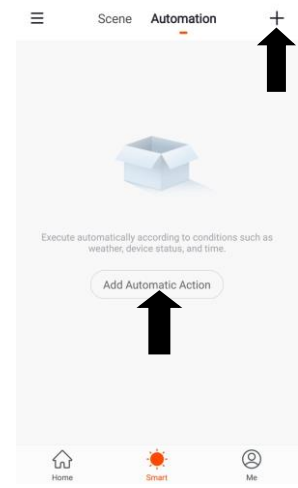 Scene Automation
Execute automatically according to conditions such as
weather, device status, and time.
Add Automatic Action
Home Smart Me